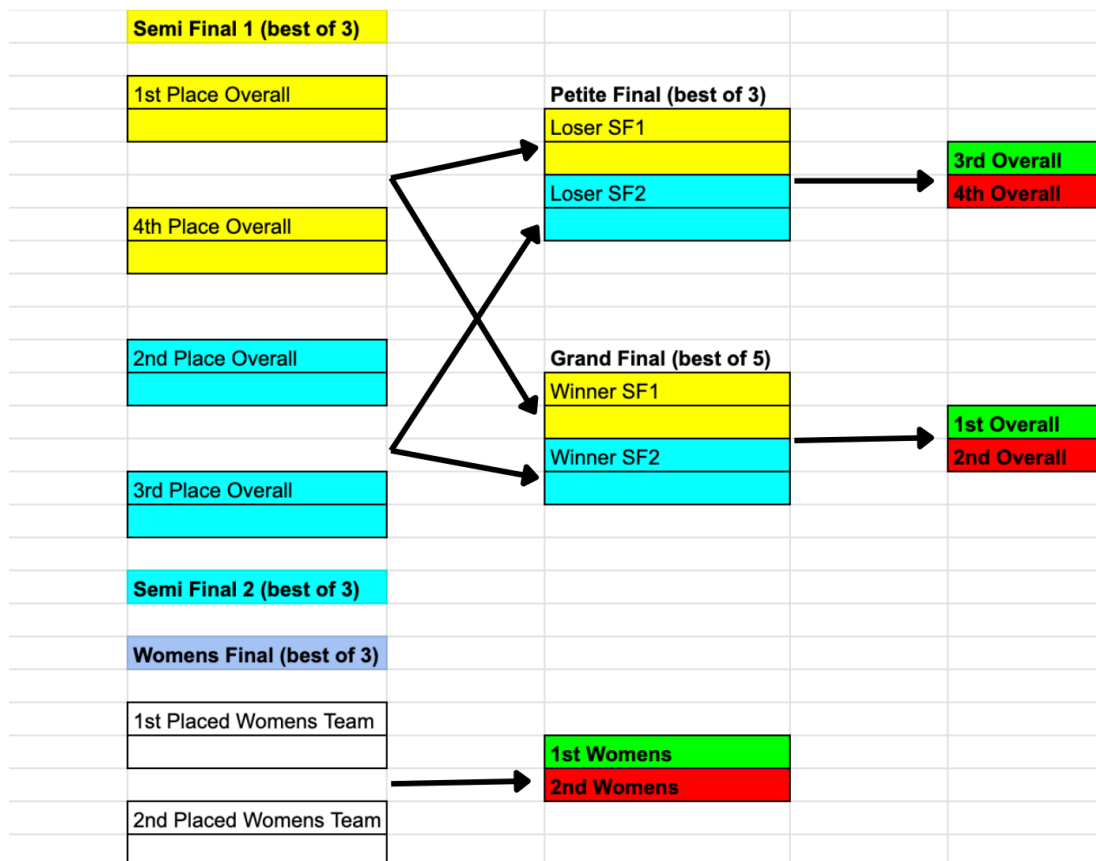 Semi Final 1 (best of 3)
1st Place Overall
4th Place Overall
2nd Place Overall
3rd Place Overall
Semi Final 2 (best of 3)
Petite Final (best of 3)
Loser SF1
Loser SF2
3rd Overall
4th Overall
Grand Final (best of 5)
Winner SF1
Winner SF2
1st Overall
2nd Overall
Womens Final (best of 3)
1st Placed Womens Team
2nd Placed Womens Team
1st Womens
2nd Womens